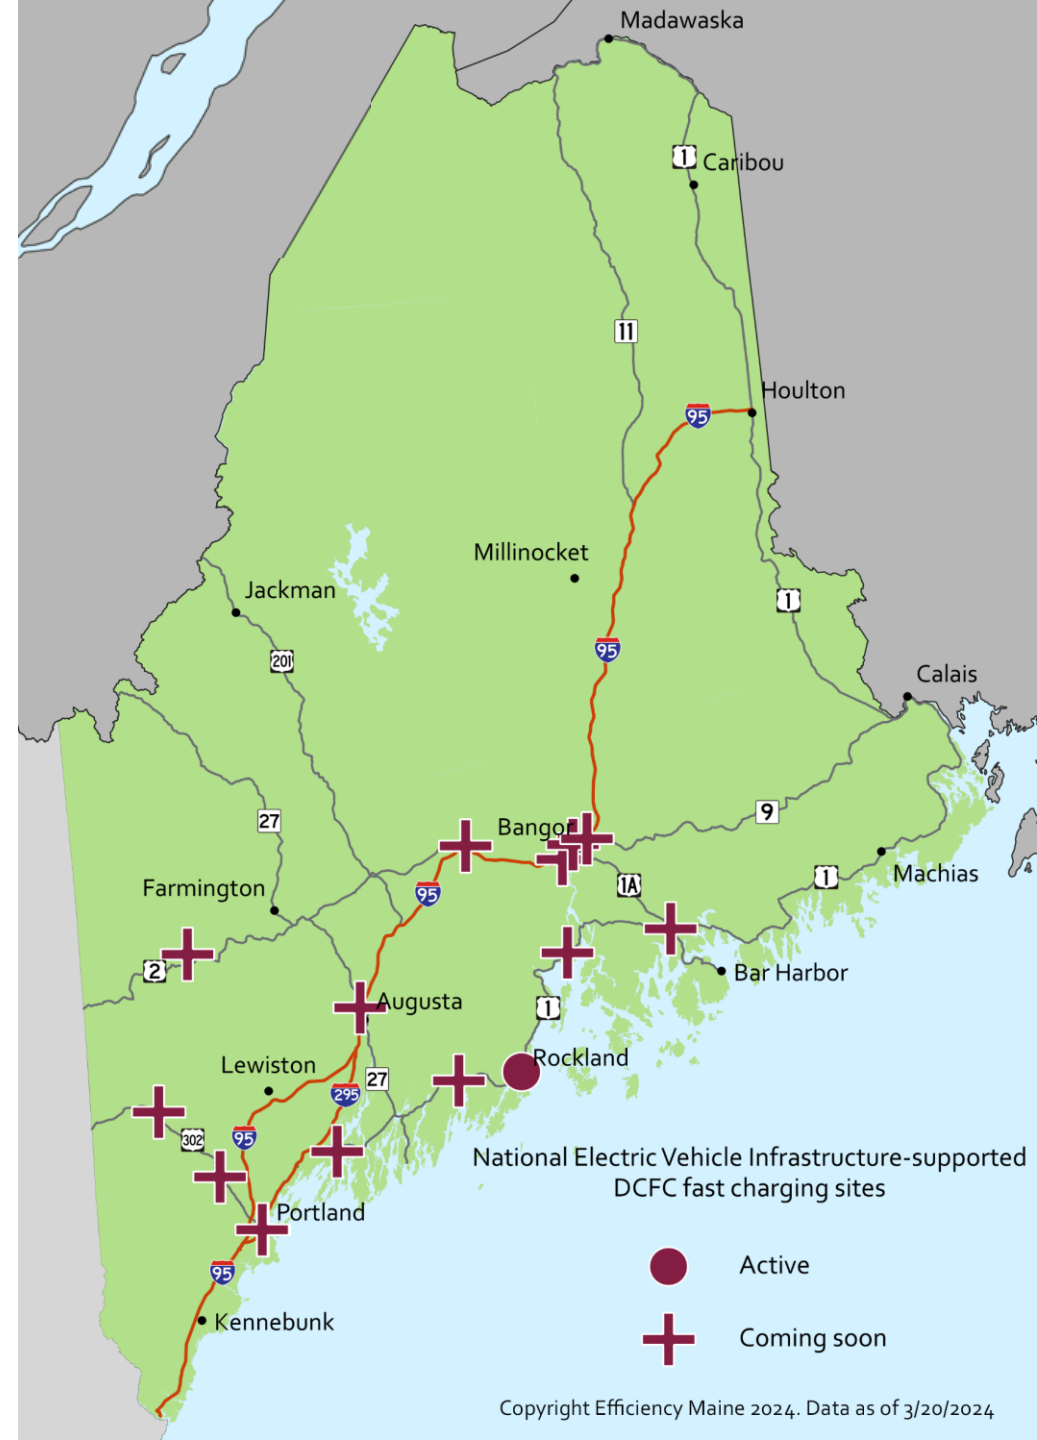 Madawaska
1
Caribou
11
Houlton
95
Millinocket
Jackman
1
95
201
Calais
27
Bangor
9
Farmington
95
1A
1
Machias
2
Bar Harbor
Augusta
1
Rockland
Lewiston
27
295
302
95
National Electric Vehicle Infrastructure-supported
DCFC fast charging sites
Portland
Active
95
Kennebunk
Coming soon
Copyright Efficiency Maine 2024. Data as of 3/20/2024